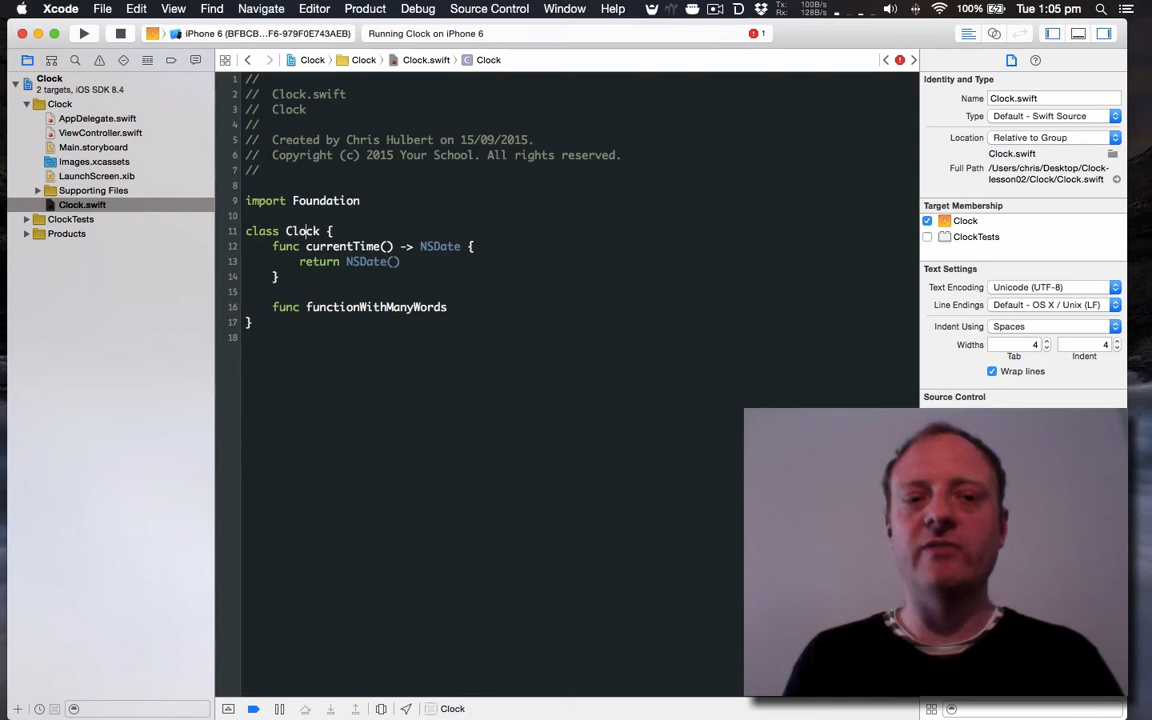 Xcode File Edit View Find Navigate Editor Product Debug Source Control Window Help Tx: 100B/s Rx: 128B/s 100% Tue 1:05 pm
iPhone 6 (BFBCB...F6-979F0E743AEB) Running Clock on iPhone 6 1
Clock Clock Clock.swift Clock
Clock
2 targets, iOS SDK 8.4
Clock
AppDelegate.swift
ViewController.swift
Main.storyboard
Images.xcassets
LaunchScreen.xib
Supporting Files
Clock.swift
ClockTests
Products
1 //
2 // Clock.swift
3 // Clock
4 //
5 // Created by Chris Hulbert on 15/09/2015.
6 // Copyright (c) 2015 Your School. All rights reserved.
7 //
8
9 import Foundation
10
11 class Clock {
12 func currentTime() -> NSDate {
13 return NSDate()
14 }
15
16 func functionWithManyWords
17 }
18
Identity and Type
Name Clock.swift
Type Default - Swift Source
Location Relative to Group
Clock.swift
Full Path /Users/chris/Desktop/Clock-
lesson02/Clock/Clock.swift
Target Membership
Clock
ClockTests
Text Settings
Text Encoding Unicode (UTF-8)
Line Endings Default - OS X / Unix (LF)
Indent Using Spaces
Widths 4 4
Tab Indent
Wrap lines
Source Control
Clock